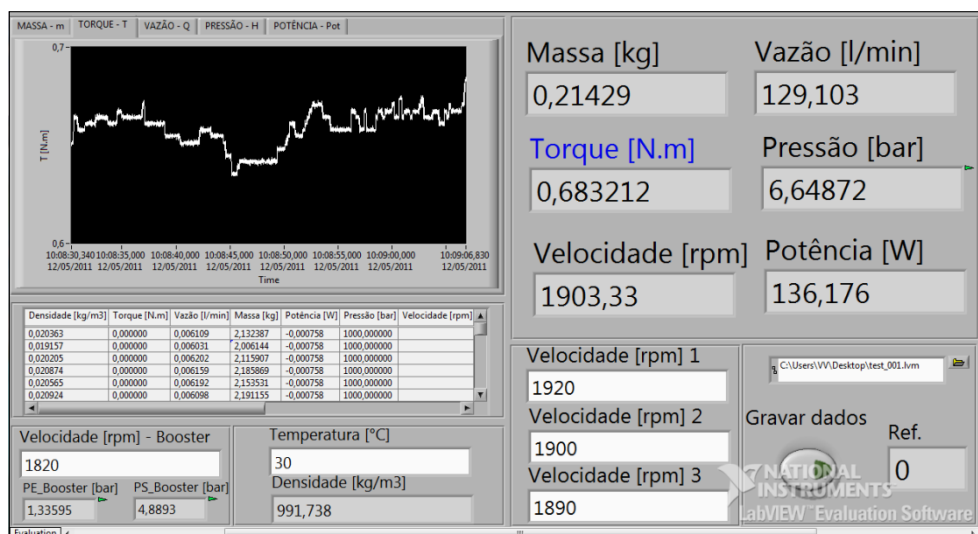 MASSA - m TORQUE - T VAZÃO - Q PRESSÃO - H POTÊNCIA - Pot
0,7
T [N.m]
0,6
10:08:30,340 10:08:35,000 10:08:40,000 10:08:45,000 10:08:50,000 10:08:55,000 10:09:00,000 10:09:06,830
12/05/2011 12/05/2011 12/05/2011 12/05/2011 12/05/2011 12/05/2011 12/05/2011 12/05/2011
Time
Massa [kg] Vazão [l/min]
0,21429 129,103
Torque [N.m] Pressão [bar]
0,683212 6,64872
Velocidade [rpm] Potência [W]
1903,33 136,176
Densidade [kg/m3] Torque [N.m] Vazão [l/min] Massa [kg] Potência [W] Pressão [bar] Velocidade [rpm]
0,020363 0,000000 0,006109 2,132387 -0,000758 1000,000000
0,019157 0,000000 0,006031 2,006144 -0,000758 1000,000000
0,020205 0,000000 0,006202 2,115907 -0,000758 1000,000000
0,020874 0,000000 0,006159 2,185869 -0,000758 1000,000000
0,020565 0,000000 0,006192 2,153531 -0,000758 1000,000000
0,020924 0,000000 0,006098 2,191155 -0,000758 1000,000000
Velocidade [rpm] - Booster
1820
PE_Booster [bar] PS_Booster [bar]
1,33595 4,8893
Temperatura [°C]
30
Densidade [kg/m3]
991,738
Velocidade [rpm] 1
1920
Velocidade [rpm] 2
1900
Velocidade [rpm] 3
1890
C:\Users\VV\Desktop\test_001.lvm
Gravar dados
Ref.
0
NATIONAL
INSTRUMENTS
LabVIEW™ Evaluation Software
Evaluation